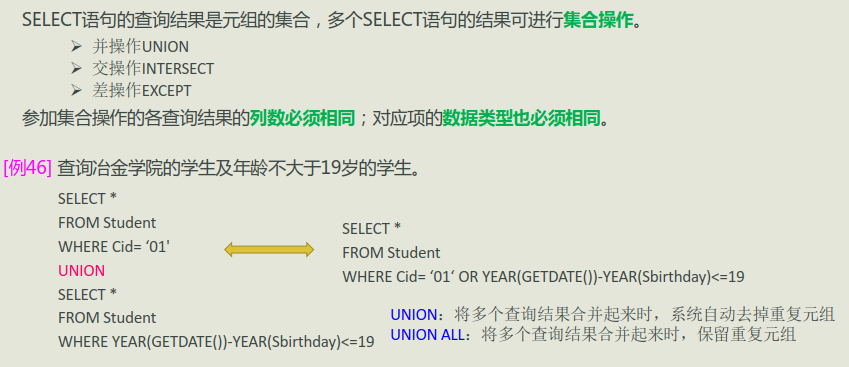 SELECT语句的查询结果是元组的集合，多个SELECT语句的结果可进行集合操作。
➢ 并操作UNION
➢ 交操作INTERSECT
➢ 差操作EXCEPT
参加集合操作的各查询结果的列数必须相同；对应项的数据类型也必须相同。
[例46] 查询冶金学院的学生及年龄不大于19岁的学生。
SELECT *
FROM Student
WHERE Cid= ‘01'
UNION
SELECT *
FROM Student
WHERE YEAR(GETDATE())-YEAR(Sbirthday)<=19
SELECT *
FROM Student
WHERE Cid= ‘01‘ OR YEAR(GETDATE())-YEAR(Sbirthday)<=19
UNION：将多个查询结果合并起来时，系统自动去掉重复元组
UNION ALL：将多个查询结果合并起来时，保留重复元组